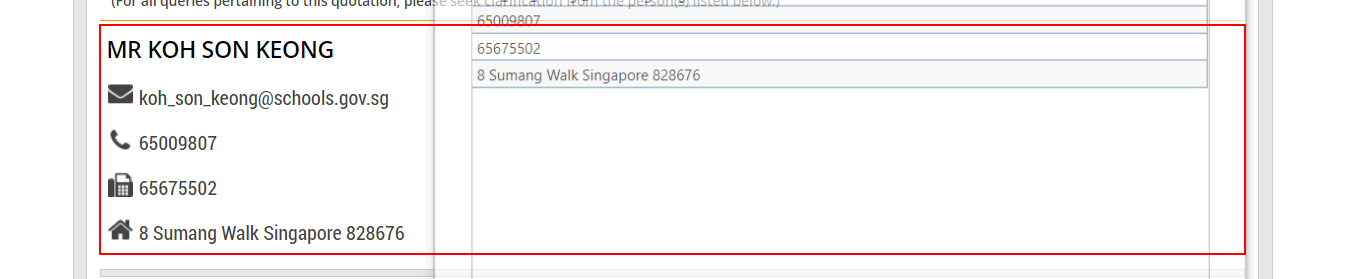 (For all queries pertaining to this quotation, please seek clarification from the person(s) listed below.)
MR KOH SON KEONG
koh_son_keong@schools.gov.sg
65009807
65675502
8 Sumang Walk Singapore 828676
65009807
65675502
8 Sumang Walk Singapore 828676